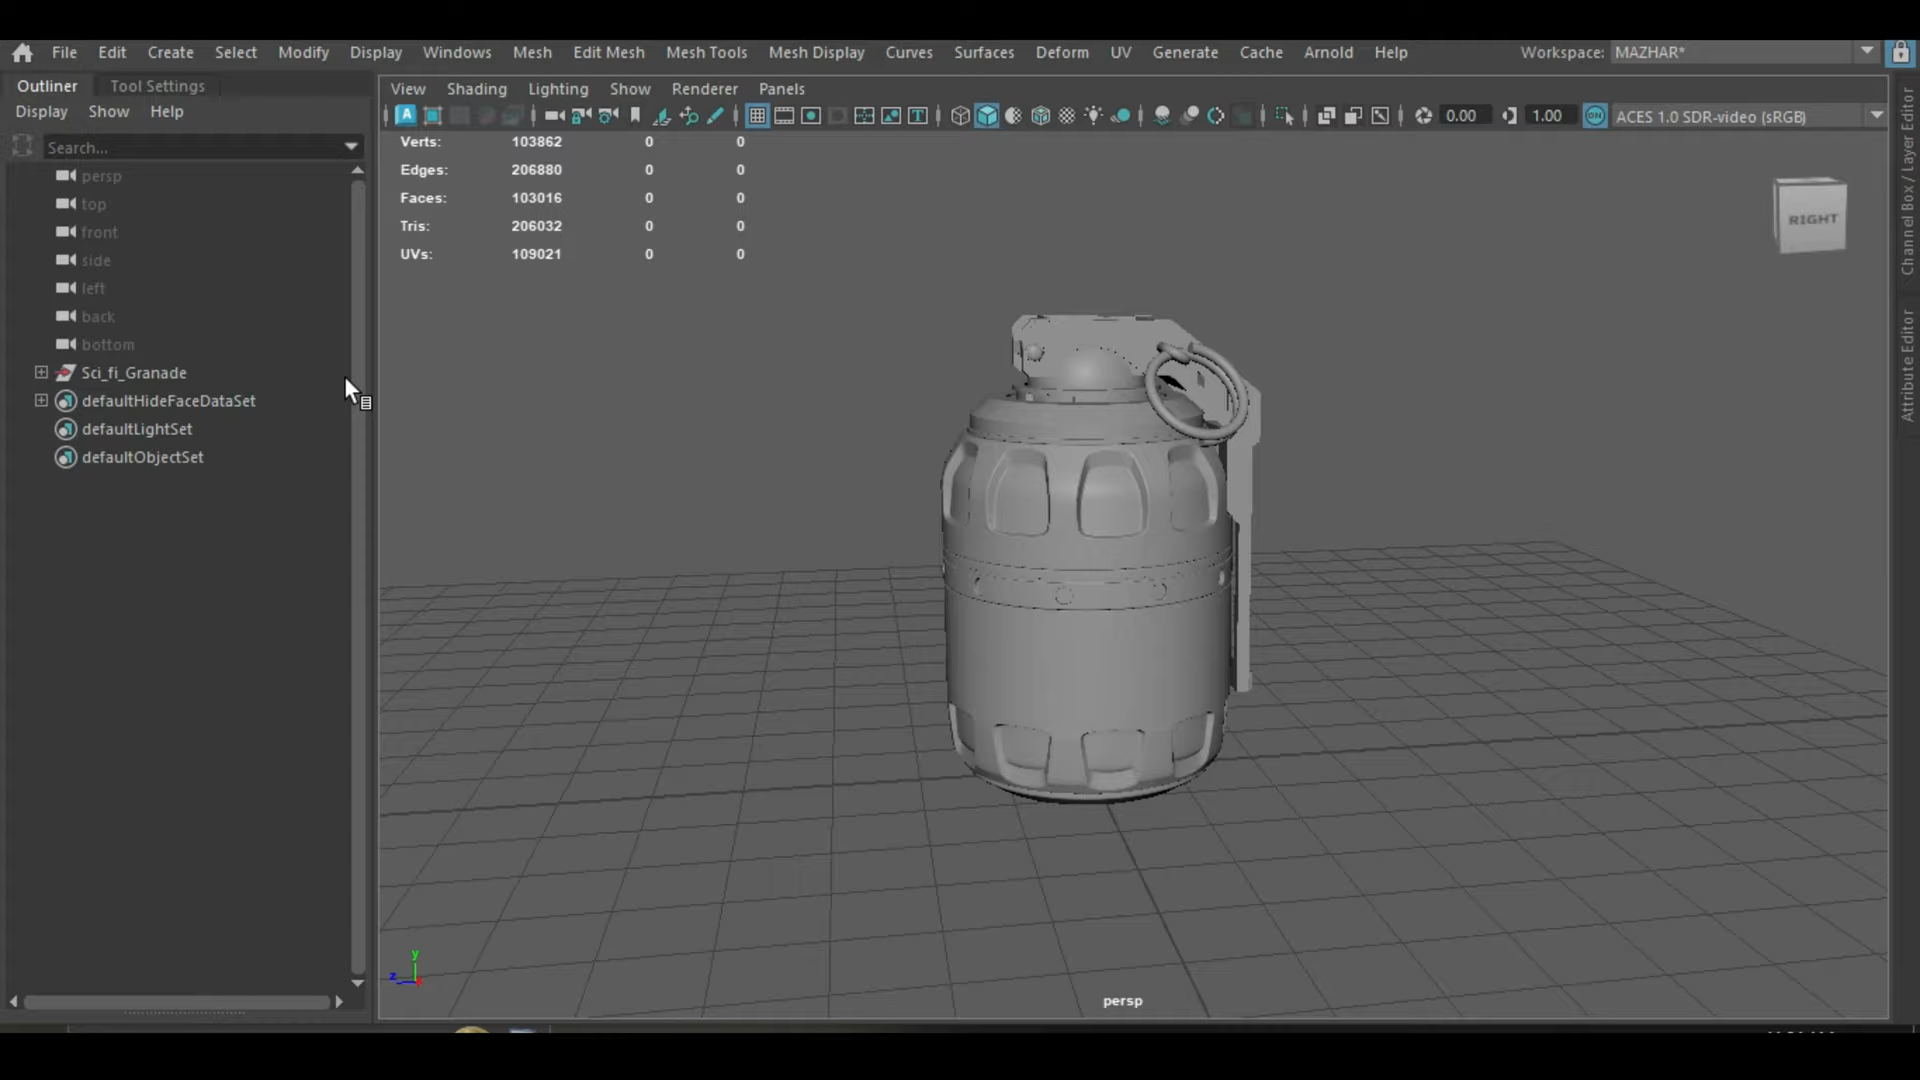 File Edit Create Select Modify Display Windows Mesh Edit Mesh Mesh Tools Mesh Display Curves Surfaces Deform UV Generate Cache Arnold Help Workspace: MAZHAR*
Outliner Tool Settings
Display Show Help
Search...
persp
top
front
side
left
back
bottom
Sci_fi_Granade
defaultHideFaceDataSet
defaultLightSet
defaultObjectSet
View Shading Lighting Show Renderer Panels
A T 0.00 1.00 ON ACES 1.0 SDR-video (sRGB)
Verts: 103862 0 0
Edges: 206880 0 0
Faces: 103016 0 0
Tris: 206032 0 0
UVs: 109021 0 0
RIGHT
y
z
persp
Channel Box / Layer Editor
Attribute Editor